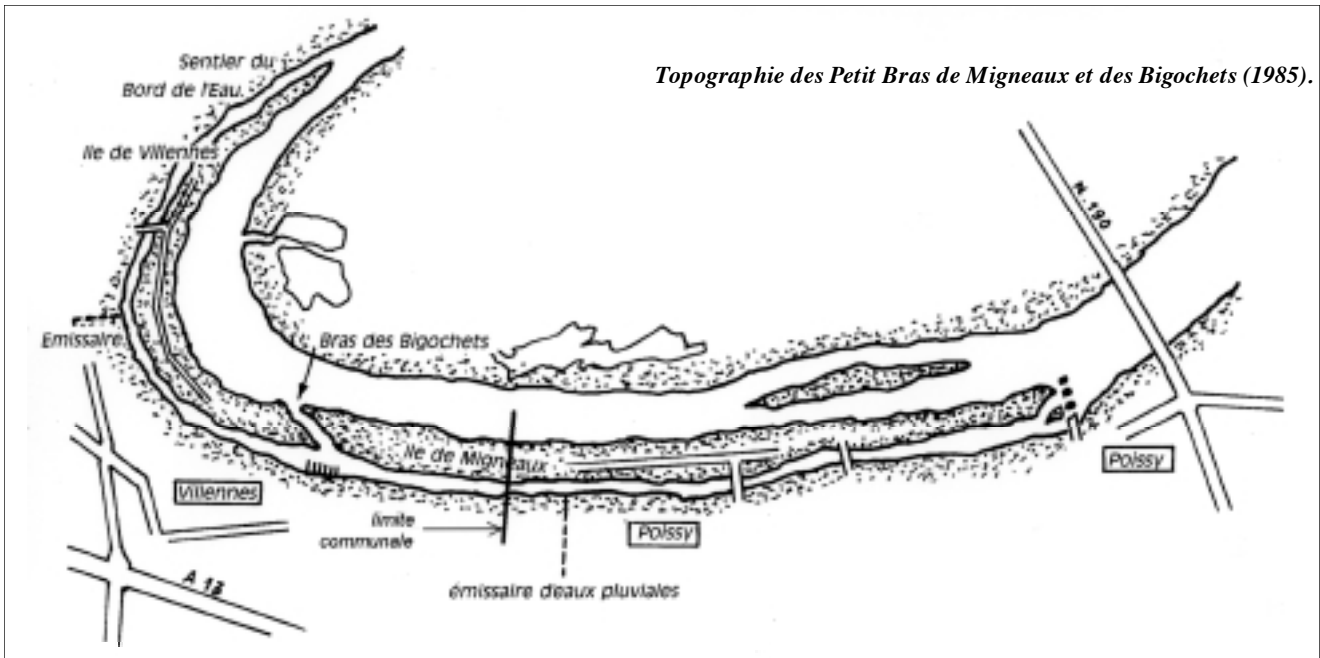 Topographie des Petit Bras de Migneaux et des Bigochets (1985).
Sentier du
Bord de l'Eau.
Ile de Villennes
N. 190
Emissaire
Bras des Bigochets
Ile de Migneaux
Poissy
Villennes
limite
communale
Poissy
A 13
émissaire d'eaux pluviales